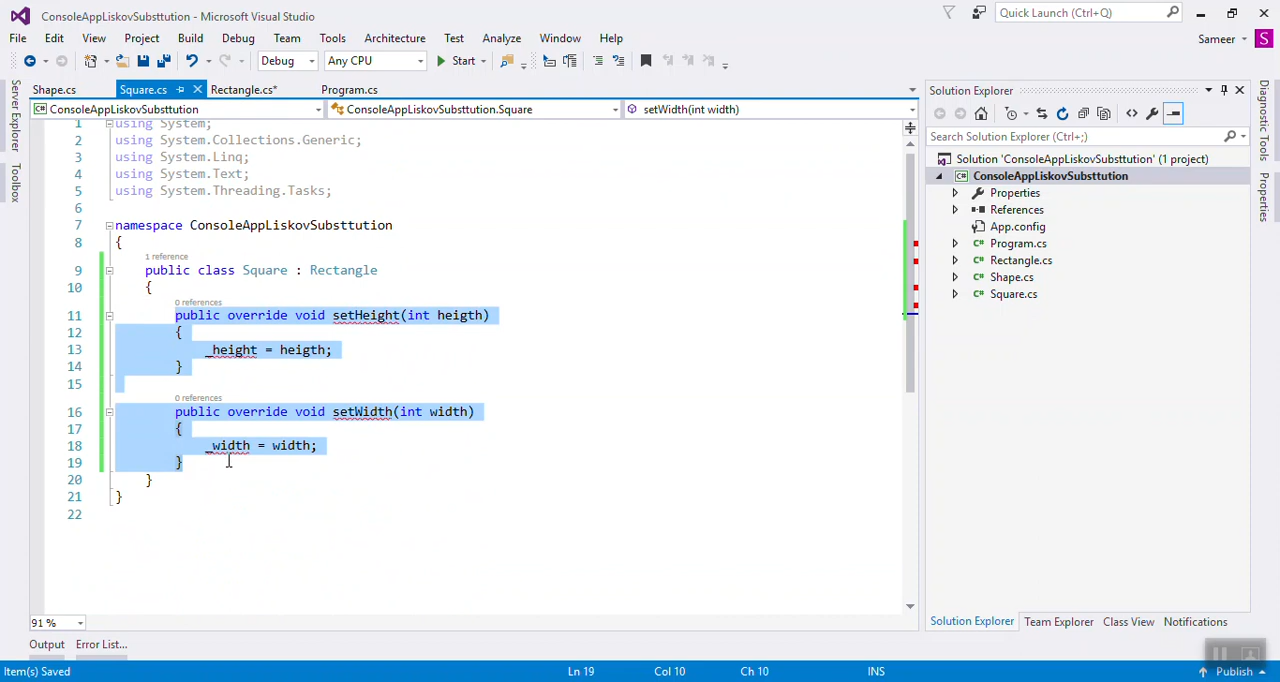 ConsoleAppLiskovSubsttution - Microsoft Visual Studio
Quick Launch (Ctrl+Q)
File Edit View Project Build Debug Team Tools Architecture Test Analyze Window Help
Sameer S
Debug Any CPU Start
Shape.cs Square.cs Rectangle.cs* Program.cs
Solution Explorer
C# ConsoleAppLiskovSubsttution ConsoleAppLiskovSubsttution.Square setWidth(int width)
Server Explorer
Toolbox
Diagnostic Tools
Properties
Search Solution Explorer (Ctrl+;)
Solution 'ConsoleAppLiskovSubsttution' (1 project)
C# ConsoleAppLiskovSubsttution
Properties
References
App.config
C# Program.cs
C# Rectangle.cs
C# Shape.cs
C# Square.cs
1 using System;
2 using System.Collections.Generic;
3 using System.Linq;
4 using System.Text;
5 using System.Threading.Tasks;
6
7 namespace ConsoleAppLiskovSubsttution
8 {
1 reference
9 public class Square : Rectangle
10 {
0 references
11 public override void setHeight(int heigth)
12 {
13 _height = heigth;
14 }
15
0 references
16 public override void setWidth(int width)
17 {
18 _width = width;
19 }
20 }
21 }
22
91 %
Solution Explorer Team Explorer Class View Notifications
Output Error List...
Item(s) Saved Ln 19 Col 10 Ch 10 INS Publish